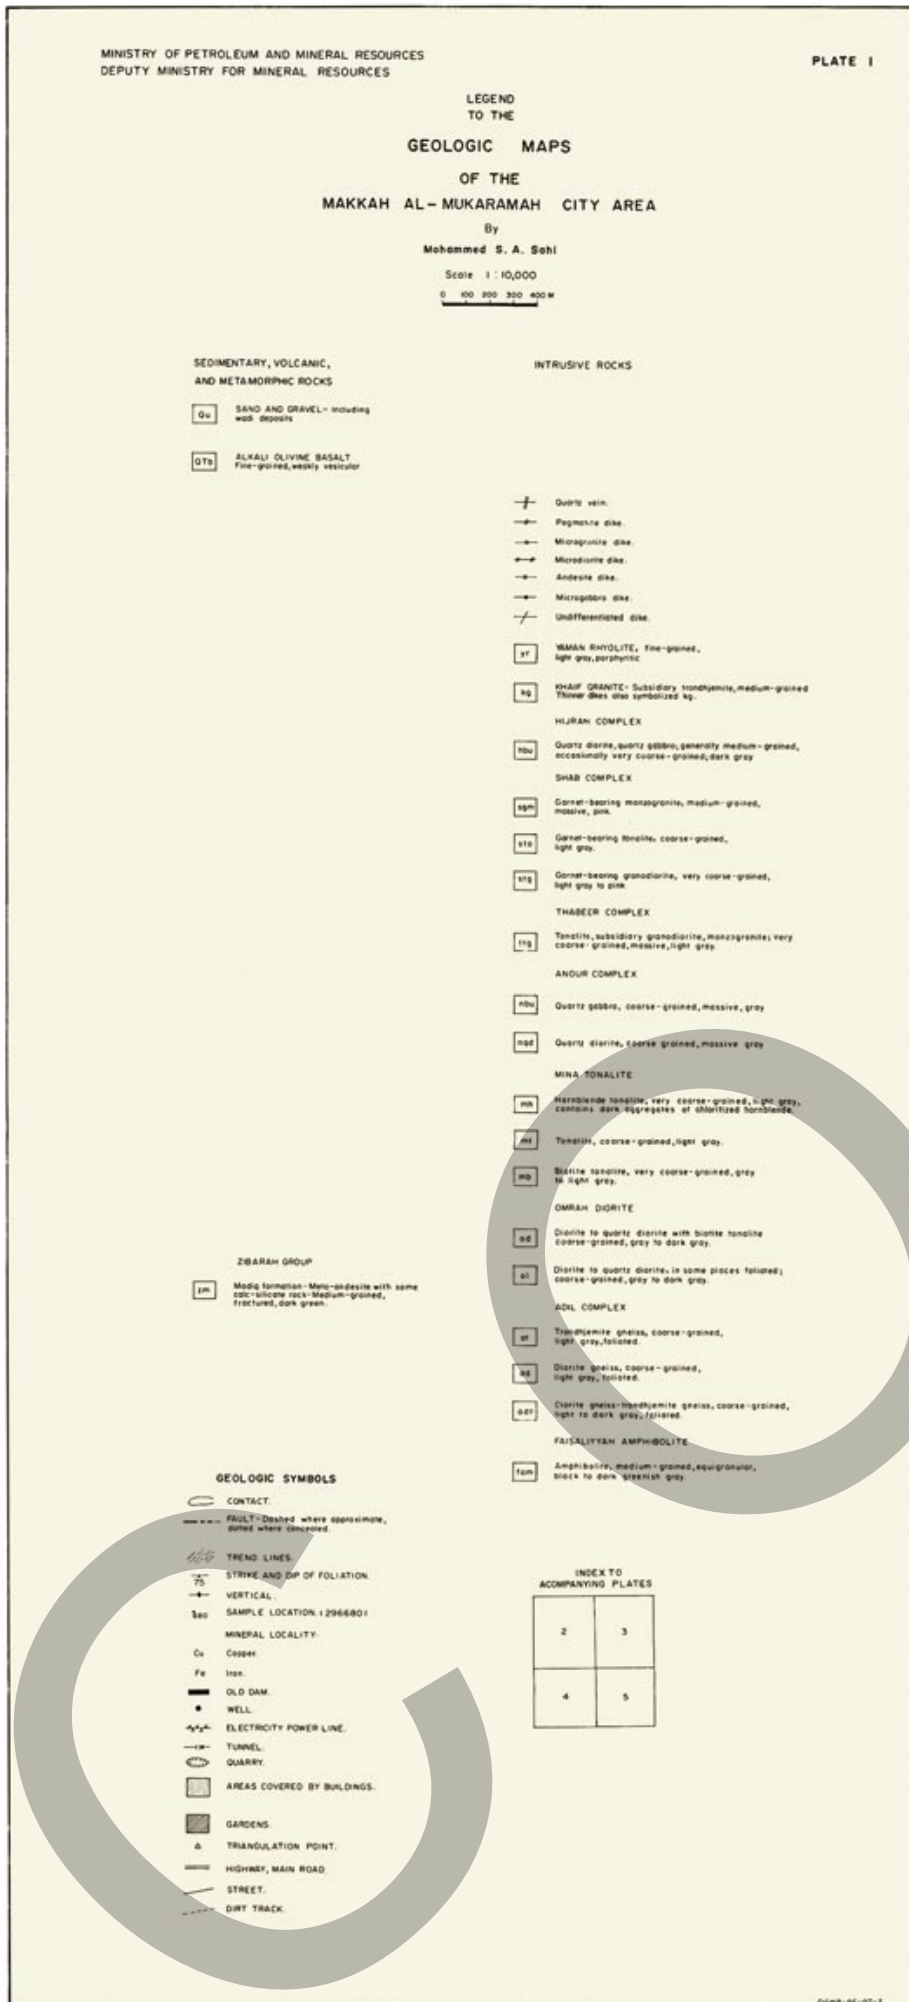 MINISTRY OF PETROLEUM AND MINERAL RESOURCES
DEPUTY MINISTRY FOR MINERAL RESOURCES
PLATE 1
LEGEND
TO THE
GEOLOGIC MAPS
OF THE
MAKKAH AL-MUKARAMAH CITY AREA
By
Mohammed S. A. Sahl
Scale 1:10,000
0 100 200 300 400 M
SEDIMENTARY, VOLCANIC,
AND METAMORPHIC ROCKS
Qu SAND AND GRAVEL - Including
wadi deposits
QTb ALKALI OLIVINE BASALT
Fine-grained, weakly vesicular
ZIBARAH GROUP
zm Madiq formation-Meta-andesite with some
calc-silicate rock-Medium-grained,
fractured, dark green.
INTRUSIVE ROCKS
Quartz vein.
Pegmatite dike.
Microgranite dike.
Microdiorite dike.
Andesite dike.
Microgabbro dike.
Undifferentiated dike.
yr YAMAN RHYOLITE, fine-grained,
light gray, porphyritic
kg KHAIF GRANITE- Subsidiary trondhjemite, medium-grained
Thinner dikes also symbolized kg.
HIJRAH COMPLEX
hbu Quartz diorite, quartz gabbro, generally medium-grained,
occasionally very coarse-grained, dark gray
SHAB COMPLEX
sgm Garnet-bearing monzogranite, medium-grained,
massive, pink.
sto Garnet-bearing tonalite, coarse-grained,
light gray.
stg Garnet-bearing granodiorite, very coarse-grained,
light gray to pink
THABEER COMPLEX
ttg Tonalite, subsidiary granodiorite, monzogranite; very
coarse-grained, massive, light gray.
ANOUR COMPLEX
nbu Quartz gabbro, coarse-grained, massive, gray
nqd Quartz diorite, coarse grained, massive gray
MINA TONALITE
mh Hornblende tonalite, very coarse-grained, light gray,
contains dark aggregates of chloritized hornblende.
mt Tonalite, coarse-grained, light gray.
mb Biotite tonalite, very coarse-grained, gray
to light gray.
OMRAH DIORITE
od Diorite to quartz diorite with biotite tonalite
coarse-grained, gray to dark gray.
Diorite to quartz diorite, in some places foliated;
coarse-grained, gray to dark gray.
ADIL COMPLEX
at Trondhjemite gneiss, coarse-grained,
light gray, foliated.
ad Diorite gneiss, coarse-grained,
light gray, foliated.
adt Diorite gneiss-trondhjemite gneiss, coarse-grained,
light to dark gray, foliated.
FAISALIYYAH AMPHIBOLITE
fam Amphibolite, medium-grained, equigranular,
black to dark greenish gray.
GEOLOGIC SYMBOLS
CONTACT.
FAULT-Dashed where approximate,
dotted where concealed.
TREND LINES.
75 STRIKE AND DIP OF FOLIATION.
VERTICAL.
SAMPLE LOCATION.
MINERAL LOCALITY-
Cu Copper.
Fe Iron.
OLD DAM.
WELL.
ELECTRICITY POWER LINE.
TUNNEL.
QUARRY.
AREAS COVERED BY BUILDINGS.
GARDENS.
TRIANGULATION POINT.
HIGHWAY, MAIN ROAD.
STREET.
DIRT TRACK.
INDEX TO
ACOMPANYING PLATES
2 3
4 5